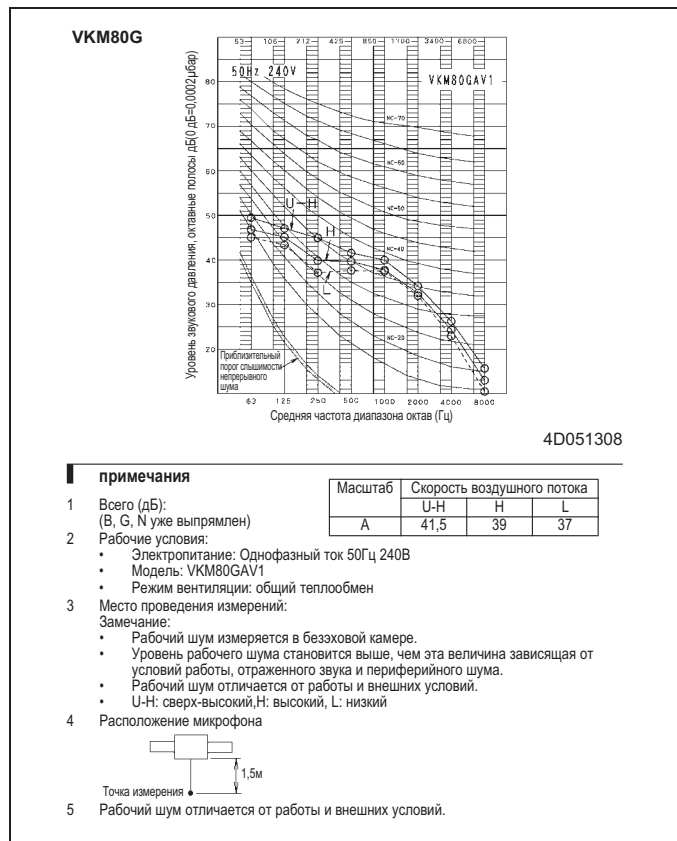 VKM80G
53 106 212 425 850 1700 3400 6800
50Hz 240V
VKM80GAV1
80
70
60
50
40
30
20
Уровень звукового давления, октавные полосы дБ(0 дБ=0,0002μбар)
NC-70
NC-60
NC-50
NC-40
NC-20
U-H
H
L
Приблизительный
порог слышимости
непрерывного
шума
63 125 250 500 1000 2000 4000 8000
Средняя частота диапазона октав (Гц)
4D051308
примечания
1 Всего (дБ):
(B, G, N уже выпрямлен)
Масштаб Скорость воздушного потока
U-H H L
A 41,5 39 37
2 Рабочие условия:
• Электропитание: Однофазный ток 50Гц 240В
• Модель: VKM80GAV1
• Режим вентиляции: общий теплообмен
3 Место проведения измерений:
Замечание:
• Рабочий шум измеряется в безэховой камере.
• Уровень рабочего шума становится выше, чем эта величина зависящая от
условий работы, отраженного звука и периферийного шума.
• Рабочий шум отличается от работы и внешних условий.
• U-H: сверх-высокий,H: высокий, L: низкий
4 Расположение микрофона
1,5м
Точка измерения
5 Рабочий шум отличается от работы и внешних условий.